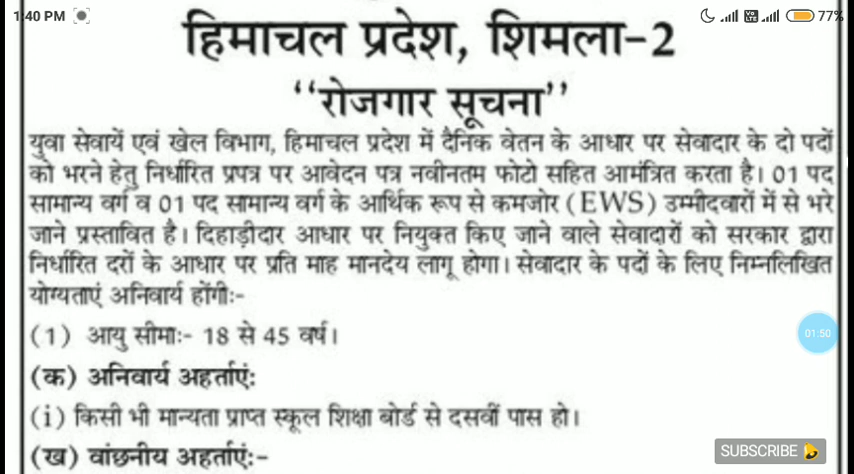 1:40 PM
77%
हिमाचल प्रदेश, शिमला-2
‘‘रोजगार सूचना’’
युवा सेवायें एवं खेल विभाग, हिमाचल प्रदेश में दैनिक वेतन के आधार पर सेवादार के दो पदों
को भरने हेतु निर्धारित प्रपत्र पर आवेदन पत्र नवीनतम फोटो सहित आमंत्रित करता है। 01 पद
सामान्य वर्ग व 01 पद सामान्य वर्ग के आर्थिक रूप से कमजोर (EWS) उम्मीदवारों में से भरे
जाने प्रस्तावित है। दिहाड़ीदार आधार पर नियुक्त किए जाने वाले सेवादारों को सरकार द्वारा
निर्धारित दरों के आधार पर प्रति माह मानदेय लागू होगा। सेवादार के पदों के लिए निम्नलिखित
योग्यताएं अनिवार्य होंगीः-
(1) आयु सीमाः- 18 से 45 वर्ष।
01:50
(क) अनिवार्य अहर्ताएंः
(i) किसी भी मान्यता प्राप्त स्कूल शिक्षा बोर्ड से दसवीं पास हो।
(ख) वांछनीय अहर्ताएंः-
SUBSCRIBE